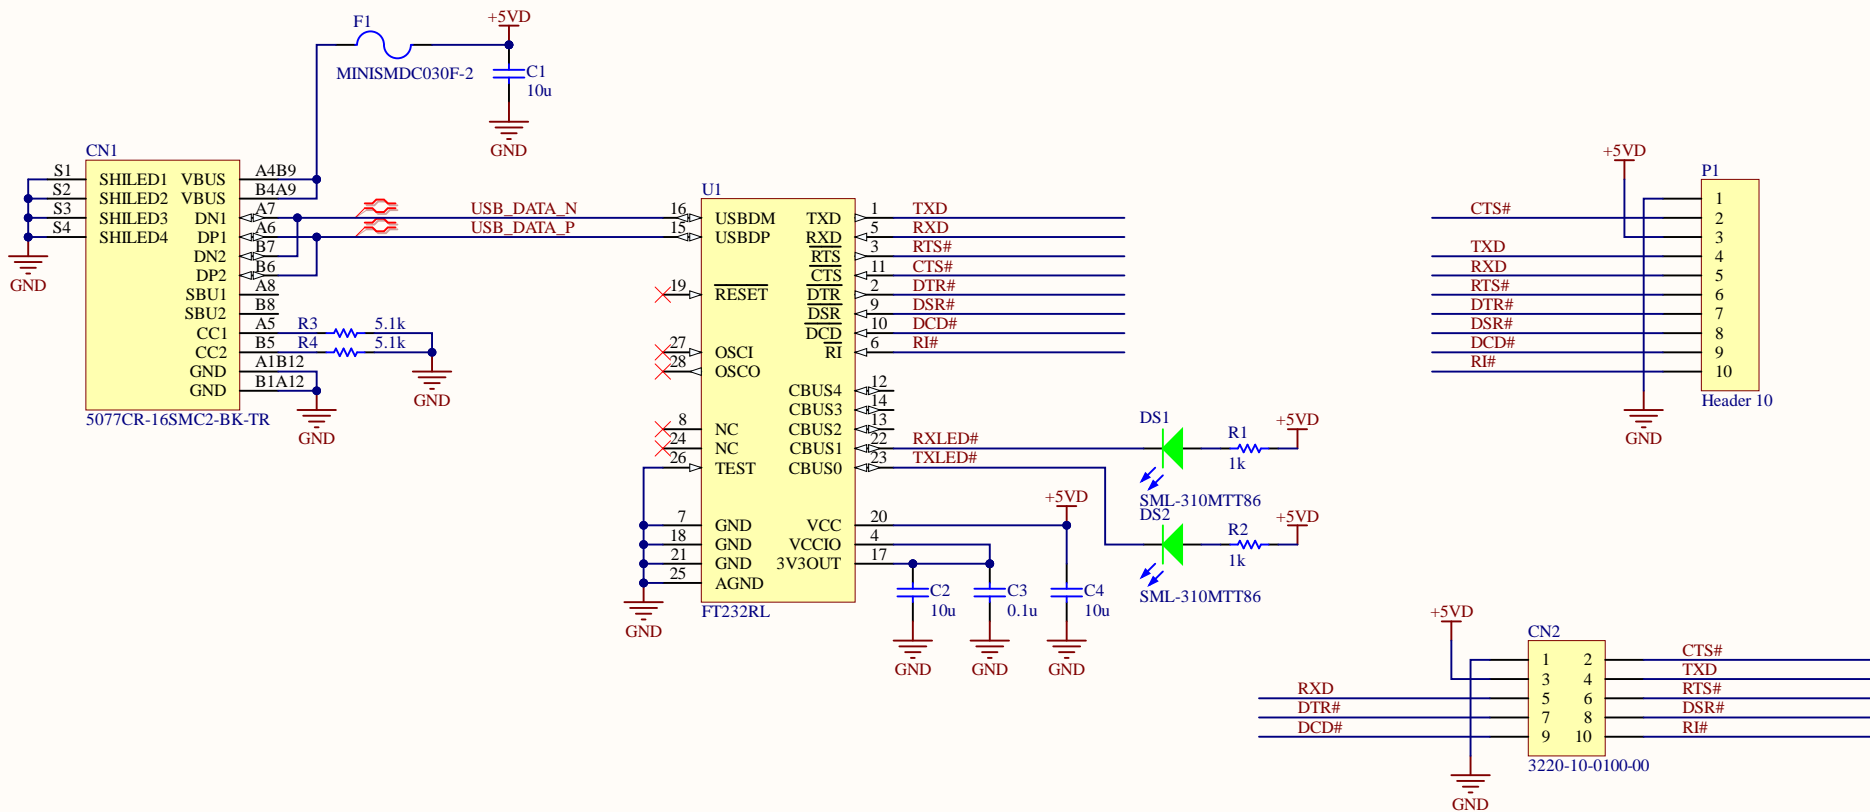 F1
MINISMDC030F-2
+5VD
C1
10u
GND
CN1
S1 SHILED1 VBUS A4B9
S2 SHILED2 VBUS B4A9
S3 SHILED3 DN1 A7
S4 SHILED4 DP1 A6
DN2 B7
DP2 B6
SBU1 A8
SBU2 B8
CC1 A5 R3 5.1k
CC2 B5 R4 5.1k
GND A1B12
GND B1A12
5077CR-16SMC2-BK-TR
GND
GND
GND
USB_DATA_N
USB_DATA_P
U1
16 USBDM TXD 1 TXD
15 USBDP RXD 5 RXD
RTS 3 RTS#
CTS 11 CTS#
19 RESET DTR 2 DTR#
DSR 9 DSR#
DCD 10 DCD#
27 OSCI RI 6 RI#
28 OSCO
CBUS4 12
CBUS3 14
8 NC CBUS2 13
24 NC CBUS1 22 RXLED#
26 TEST CBUS0 23 TXLED#
7 GND VCC 20
18 GND VCCIO 4
21 GND 3V3OUT 17
25 AGND
FT232RL
GND
C2
10u
GND
C3
0.1u
GND
+5VD
C4
10u
GND
DS1
SML-310MTT86
R1
1k
+5VD
DS2
SML-310MTT86
R2
1k
+5VD
+5VD
P1
1
CTS# 2
3
TXD 4
RXD 5
RTS# 6
DTR# 7
DSR# 8
DCD# 9
RI# 10
Header 10
GND
+5VD
CN2
1 2 CTS#
3 4 TXD
RXD 5 6 RTS#
DTR# 7 8 DSR#
DCD# 9 10 RI#
3220-10-0100-00
GND